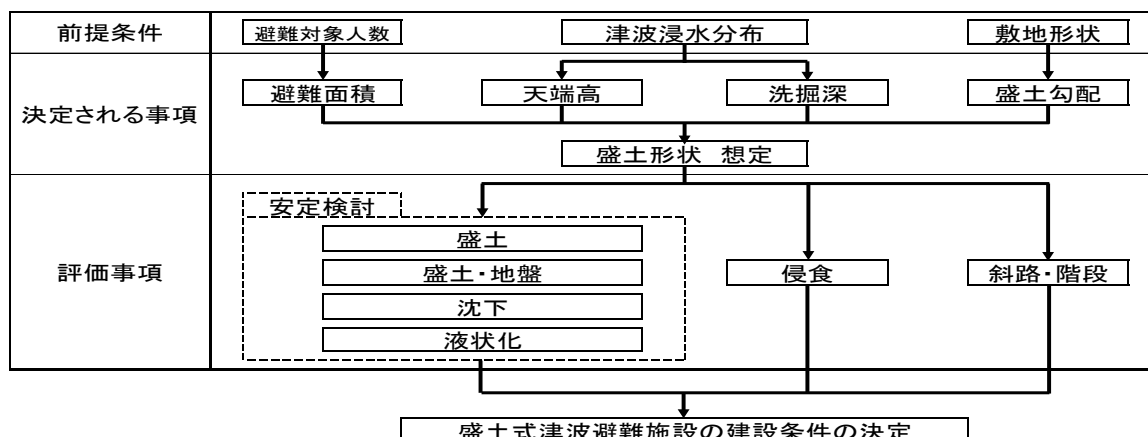 前提条件
避難対象人数
津波浸水分布
敷地形状
決定される事項
避難面積
天端高
洗掘深
盛土勾配
盛土形状 想定
評価事項
安定検討
盛土
盛土・地盤
沈下
液状化
侵食
斜路・階段
盛土式津波避難施設の建設条件の決定